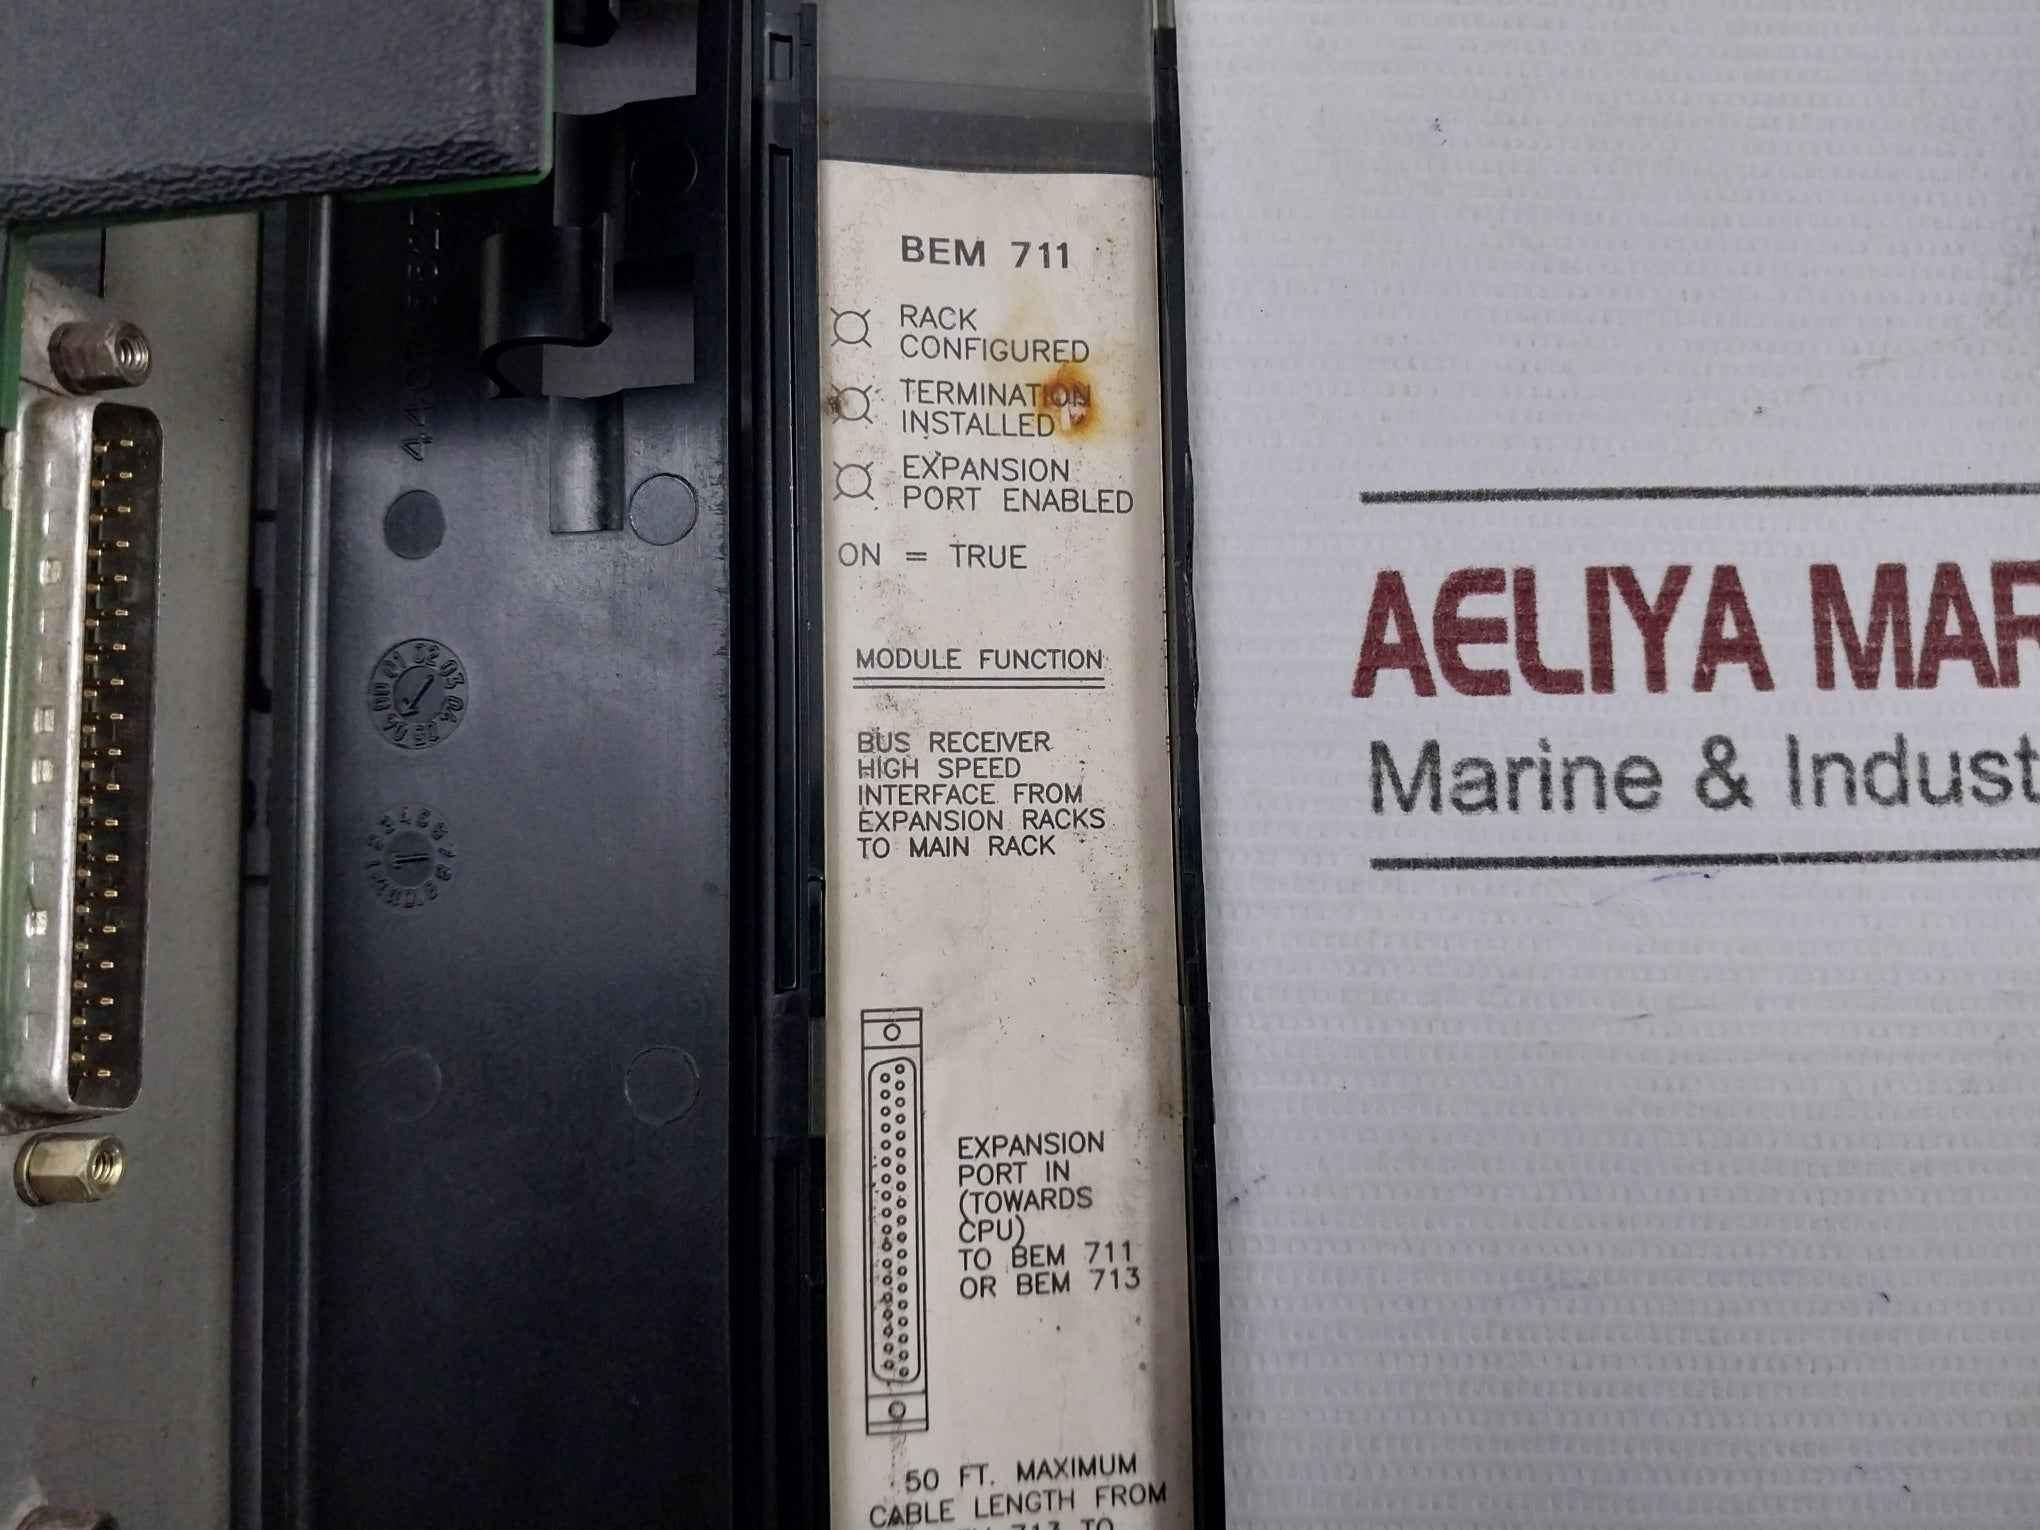 BEM 711
RACK
CONFIGURED
TERMINATION
INSTALLED
EXPANSION
PORT ENABLED
ON = TRUE
MODULE FUNCTION
BUS RECEIVER
HIGH SPEED
INTERFACE FROM
EXPANSION RACKS
TO MAIN RACK
EXPANSION
PORT IN
(TOWARDS
CPU)
TO BEM 711
OR BEM 713
50 FT. MAXIMUM
CABLE LENGTH FROM
713 TO
AELIYA MAR
Marine & Indust